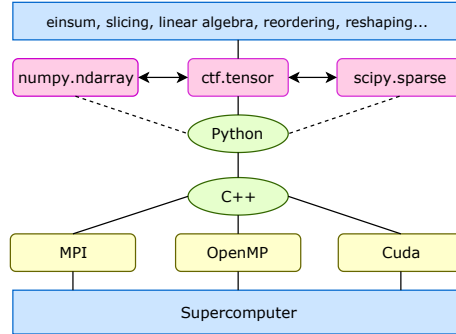 einsum, slicing, linear algebra, reordering, reshaping...
numpy.ndarray
ctf.tensor
scipy.sparse
Python
C++
MPI
OpenMP
Cuda
Supercomputer